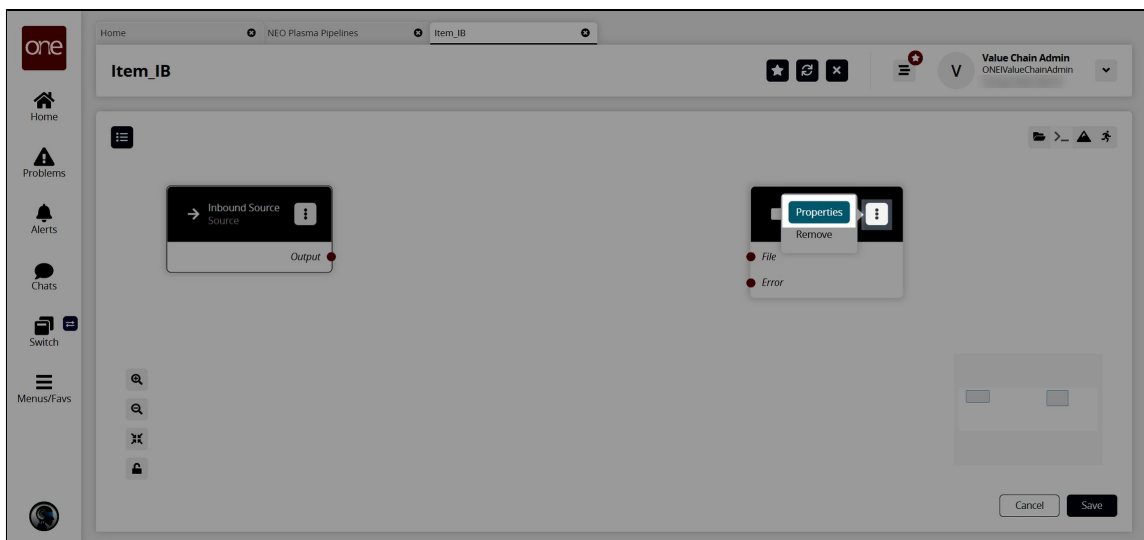 one
Home
NEO Plasma Pipelines
Item_IB
Item_IB
V
Value Chain Admin
ONEIValueChainAdmin
Home
Problems
Alerts
Chats
Switch
Menus/Favs
Inbound Source
Source
Output
Properties
Remove
File
Error
Cancel
Save